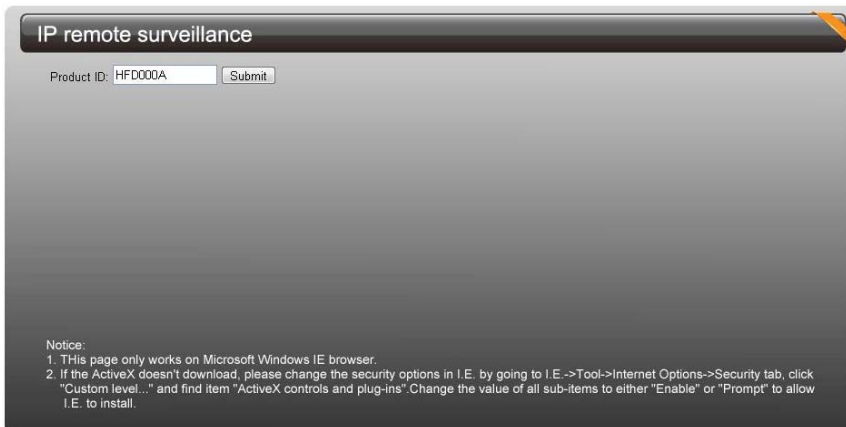 IP remote surveillance
Product ID: HFD000A Submit
Notice:
1. THis page only works on Microsoft Windows IE browser.
2. If the ActiveX doesn't download, please change the security options in I.E. by going to I.E.->Tool->Internet Options->Security tab, click
"Custom level..." and find item "ActiveX controls and plug-ins".Change the value of all sub-items to either "Enable" or "Prompt" to allow
I.E. to install.